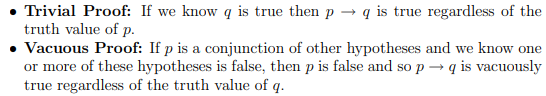 • Trivial Proof: If we know q is true then p → q is true regardless of the
truth value of p.
• Vacuous Proof: If p is a conjunction of other hypotheses and we know one
or more of these hypotheses is false, then p is false and so p → q is vacuously
true regardless of the truth value of q.